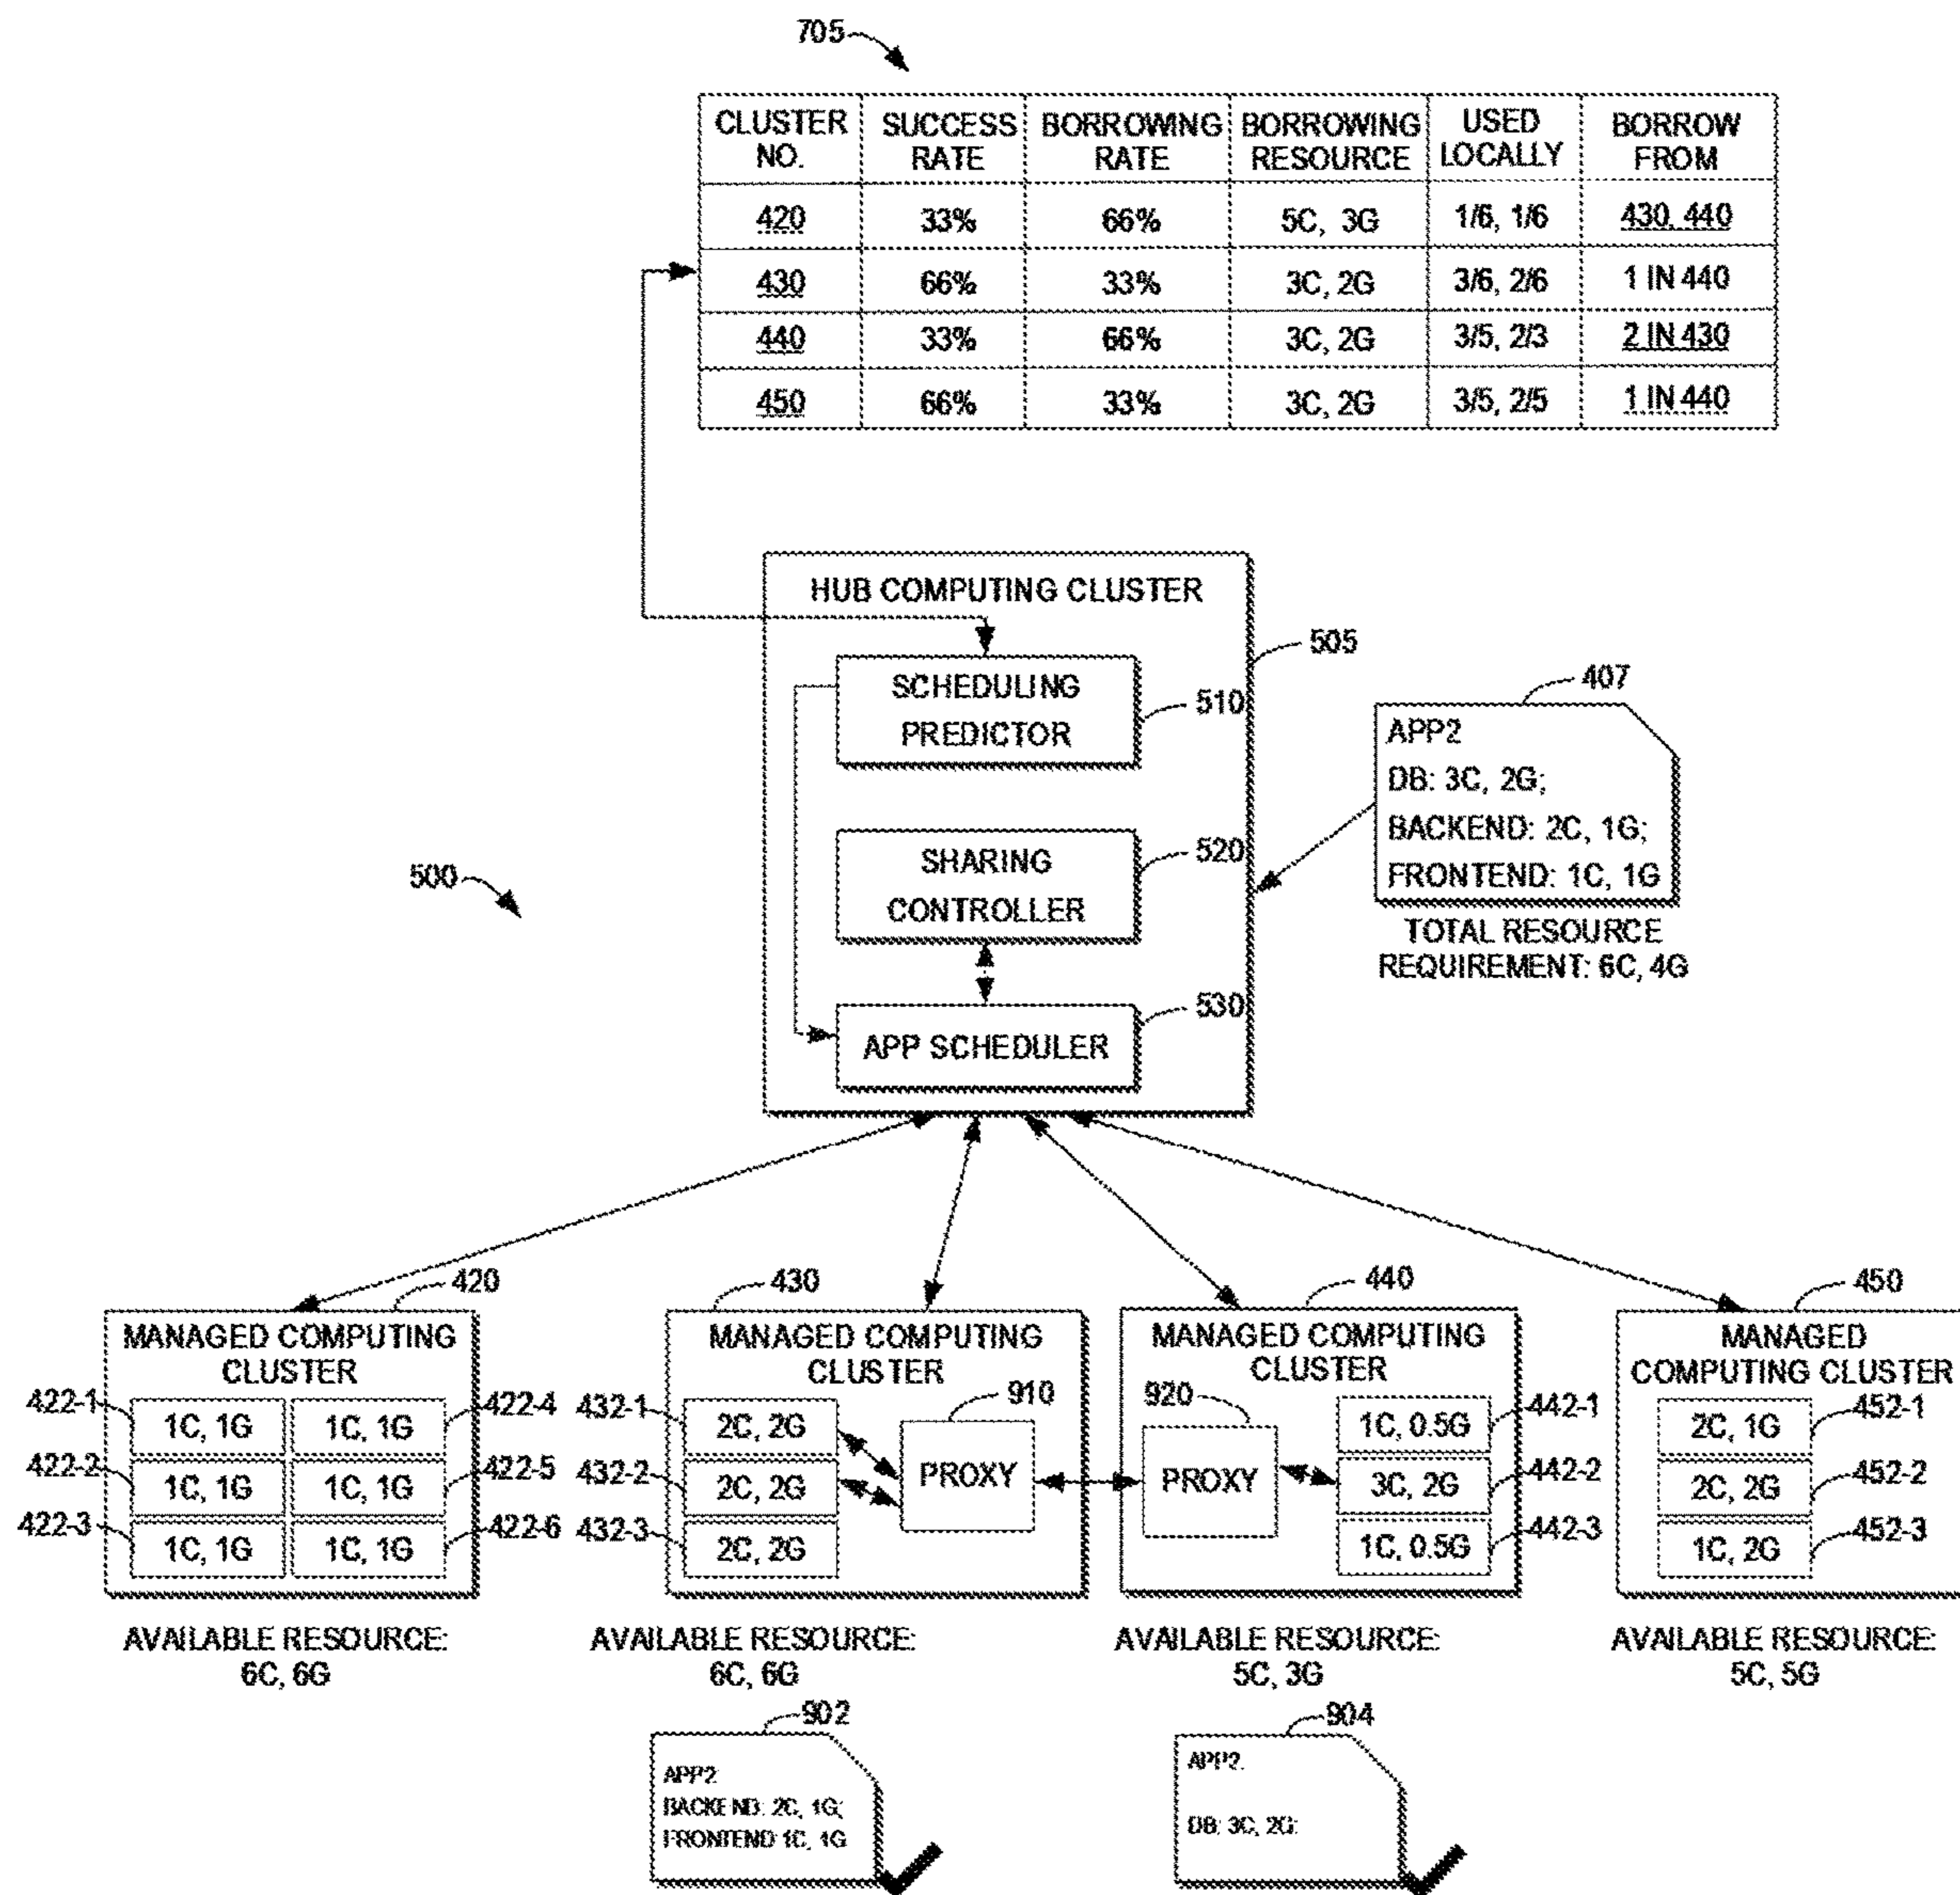 705
CLUSTER NO. SUCCESS RATE BORROWING RATE BORROWING RESOURCE USED LOCALLY BORROW FROM
420 33% 66% 5C, 3G 1/6, 1/6 430, 440
430 66% 33% 3C, 2G 3/6, 2/6 1 IN 440
440 33% 66% 3C, 2G 3/5, 2/3 2 IN 430
450 66% 33% 3C, 2G 3/5, 2/5 1 IN 440
HUB COMPUTING CLUSTER
505
SCHEDULING
PREDICTOR
510
407
APP2
DB: 3C, 2G;
BACKEND: 2C, 1G;
FRONTEND: 1C, 1G
TOTAL RESOURCE
REQUIREMENT: 6C, 4G
500
SHARING
CONTROLLER
520
APP SCHEDULER
530
420
MANAGED COMPUTING
CLUSTER
422-1 1C, 1G 1C, 1G 422-4
422-2 1C, 1G 1C, 1G 422-5
422-3 1C, 1G 1C, 1G 422-6
AVAILABLE RESOURCE:
6C, 6G
430
MANAGED COMPUTING
CLUSTER
910
432-1 2C, 2G
432-2 2C, 2G
432-3 2C, 2G
PROXY
AVAILABLE RESOURCE:
6C, 6G
440
MANAGED COMPUTING
CLUSTER
920
PROXY
1C, 0.5G 442-1
3C, 2G 442-2
1C, 0.5G 442-3
AVAILABLE RESOURCE:
5C, 3G
450
MANAGED
COMPUTING CLUSTER
2C, 1G 452-1
2C, 2G 452-2
1C, 2G 452-3
AVAILABLE RESOURCE:
5C, 5G
902
APP2
BACKEND: 2C, 1G;
FRONTEND 1C, 1G
904
APP2.
DB: 3C, 2G: